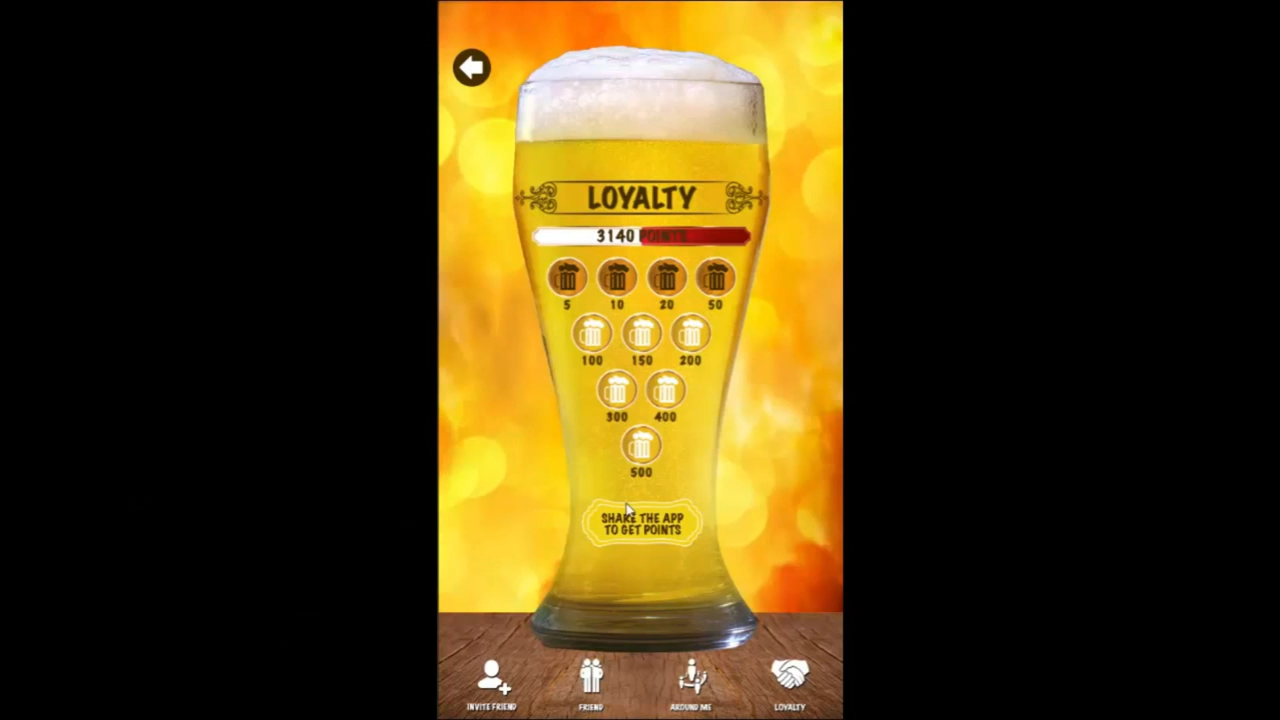 LOYALTY
3140 POINTS
5 10 20 50
100 150 200
300 400
500
SHAKE THE APP
TO GET POINTS
INVITE FRIEND FRIEND AROUND ME LOYALTY